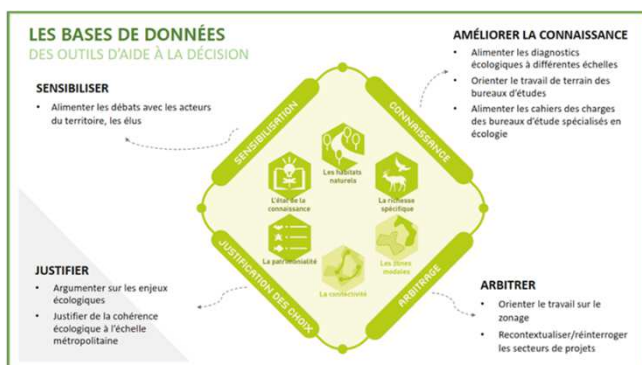 LES BASES DE DONNÉES
DES OUTILS D'AIDE À LA DÉCISION
SENSIBILISER
• Alimenter les débats avec les acteurs
du territoire, les élus
AMÉLIORER LA CONNAISSANCE
• Alimenter les diagnostics
écologiques à différentes échelles
• Orienter le travail de terrain des
bureaux d'études
• Alimenter les cahiers des charges
des bureaux d'étude spécialisés en
écologie
SENSIBILISATION
CONNAISSANCE
Les habitats
naturels
L'état de la
connaissance
La richesse
spécifique
La patrimonialité
Les zones
modales
La connectivité
JUSTIFICATION DES CHOIX
ARBITRAGE
JUSTIFIER
• Argumenter sur les enjeux
écologiques
• Justifier de la cohérence
écologique à l'échelle
métropolitaine
ARBITRER
• Orienter le travail sur le
zonage
• Recontextualiser/réinterroger
les secteurs de projets